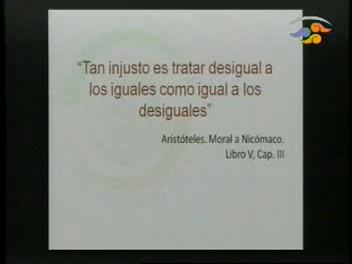 “Tan injusto es tratar desigual a
los iguales como igual a los
desiguales”
Aristóteles. Moral a Nicómaco.
Libro V, Cap. III